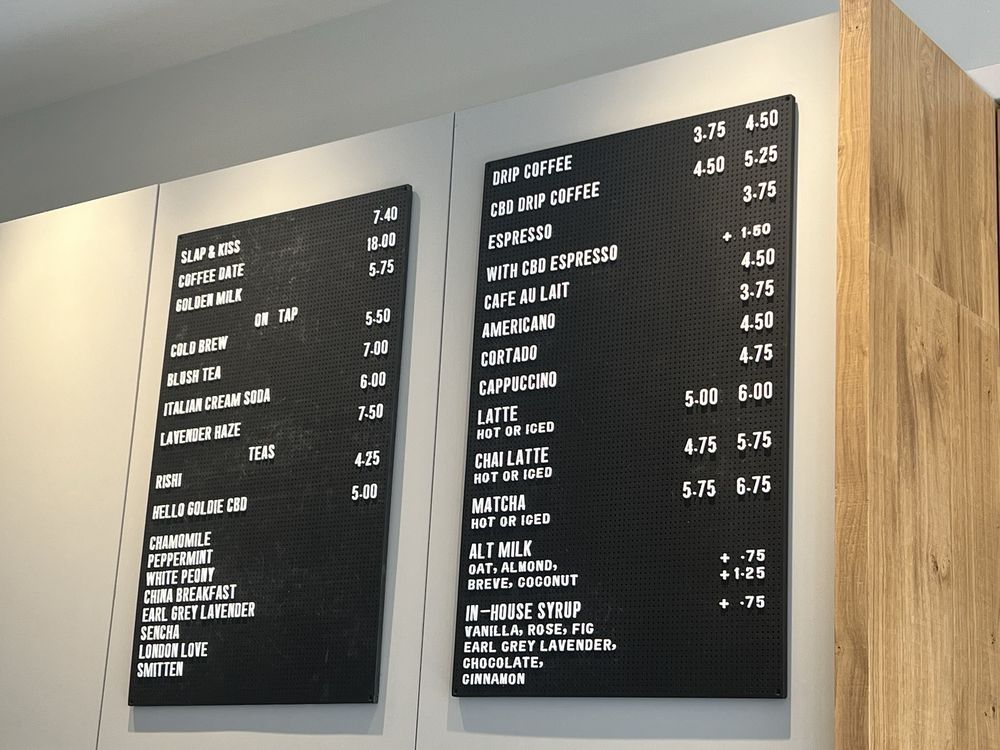 SLAP & KISS 7.40
COFFEE DATE 18.00
GOLDEN MILK 5.75
ON TAP
COLD BREW 5.50
BLUSH TEA 7.00
ITALIAN CREAM SODA 6.00
LAVENDER HAZE 7.50
TEAS
RISHI 4.25
HELLO GOLDIE CBD 5.00
CHAMOMILE
PEPPERMINT
WHITE PEONY
CHINA BREAKFAST
EARL GREY LAVENDER
SENCHA
LONDON LOVE
SMITTEN
DRIP COFFEE 3.75 4.50
CBD DRIP COFFEE 4.50 5.25
ESPRESSO 3.75
WITH CBD ESPRESSO + 1.50
CAFE AU LAIT 4.50
AMERICANO 3.75
CORTADO 4.50
CAPPUCCINO 4.75
LATTE 5.00 6.00
HOT OR ICED
CHAI LATTE 4.75 5.75
HOT OR ICED
MATCHA 5.75 6.75
HOT OR ICED
ALT MILK
OAT, ALMOND, + .75
BREVE, COCONUT +1.25
IN-HOUSE SYRUP + .75
VANILLA, ROSE, FIG
EARL GREY LAVENDER,
CHOCOLATE,
CINNAMON